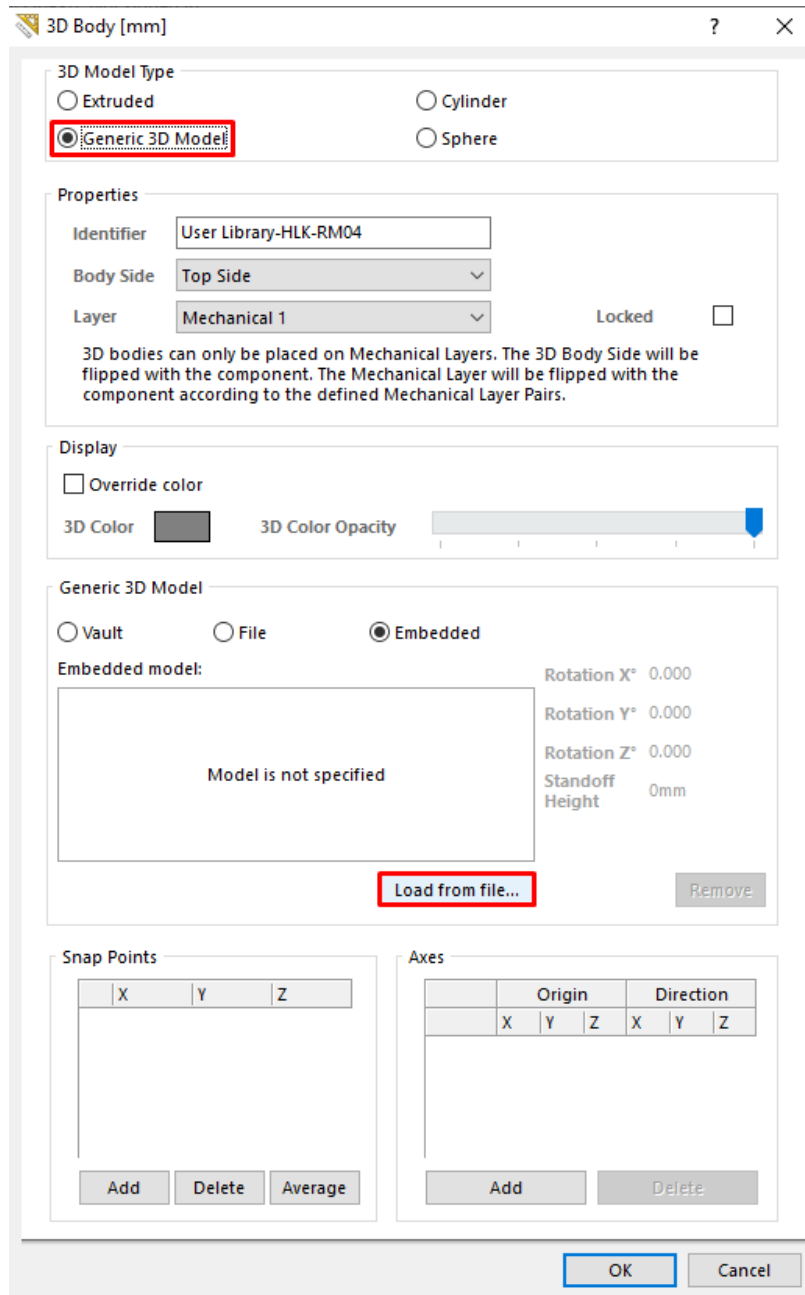 3D Body [mm]
?
3D Model Type
Extruded
Cylinder
Generic 3D Model
Sphere
Properties
Identifier User Library-HLK-RM04
Body Side Top Side
Layer Mechanical 1 Locked
3D bodies can only be placed on Mechanical Layers. The 3D Body Side will be
flipped with the component. The Mechanical Layer will be flipped with the
component according to the defined Mechanical Layer Pairs.
Display
Override color
3D Color 3D Color Opacity
Generic 3D Model
Vault File Embedded
Embedded model:
Rotation X° 0.000
Rotation Y° 0.000
Rotation Z° 0.000
Model is not specified
Standoff
Height 0mm
Load from file... Remove
Snap Points
X Y Z
Add Delete Average
Axes
Origin Direction
X Y Z X Y Z
Add Delete
OK Cancel